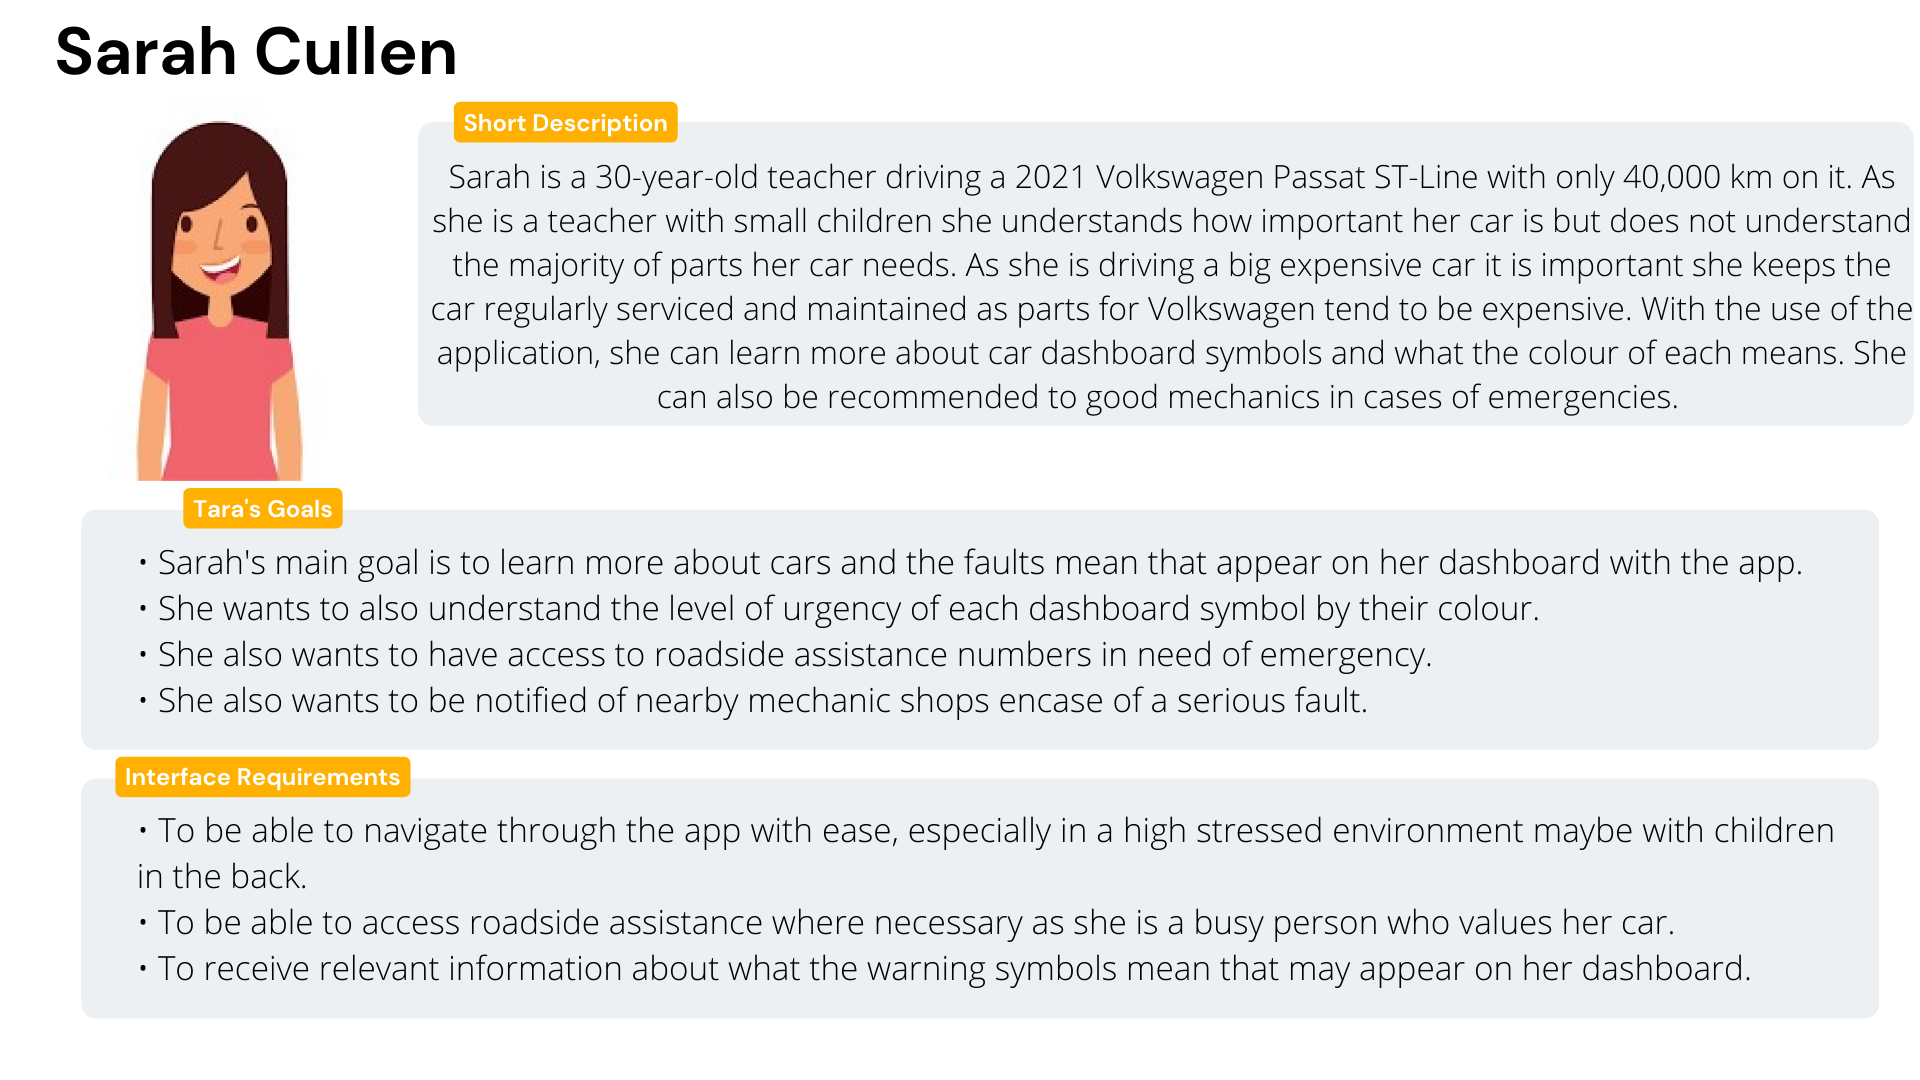 Sarah Cullen
Short Description
Sarah is a 30-year-old teacher driving a 2021 Volkswagen Passat ST-Line with only 40,000 km on it. As
she is a teacher with small children she understands how important her car is but does not understand
the majority of parts her car needs. As she is driving a big expensive car it is important she keeps the
car regularly serviced and maintained as parts for Volkswagen tend to be expensive. With the use of the
application, she can learn more about car dashboard symbols and what the colour of each means. She
can also be recommended to good mechanics in cases of emergencies.
Tara's Goals
• Sarah's main goal is to learn more about cars and the faults mean that appear on her dashboard with the app.
• She wants to also understand the level of urgency of each dashboard symbol by their colour.
• She also wants to have access to roadside assistance numbers in need of emergency.
• She also wants to be notified of nearby mechanic shops encase of a serious fault.
Interface Requirements
• To be able to navigate through the app with ease, especially in a high stressed environment maybe with children
in the back.
• To be able to access roadside assistance where necessary as she is a busy person who values her car.
• To receive relevant information about what the warning symbols mean that may appear on her dashboard.